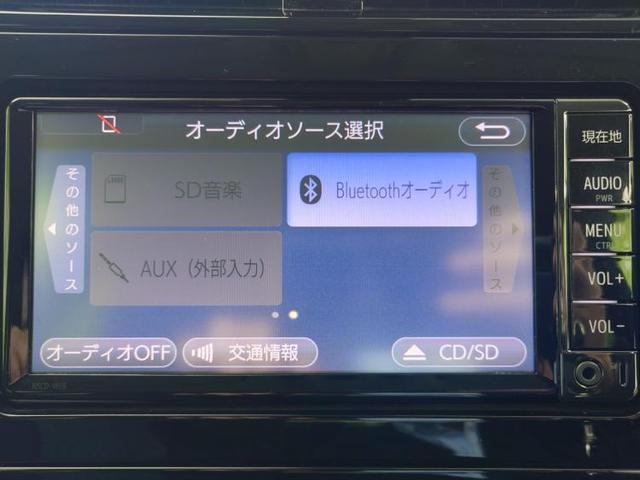 オーディオソース選択
その他のソース
SD音楽
Bluetoothオーディオ
その他のソース
AUX（外部入力）
オーディオOFF
交通情報
CD/SD
現在地
AUDIO
PWR
MENU
VOL+
VOL-